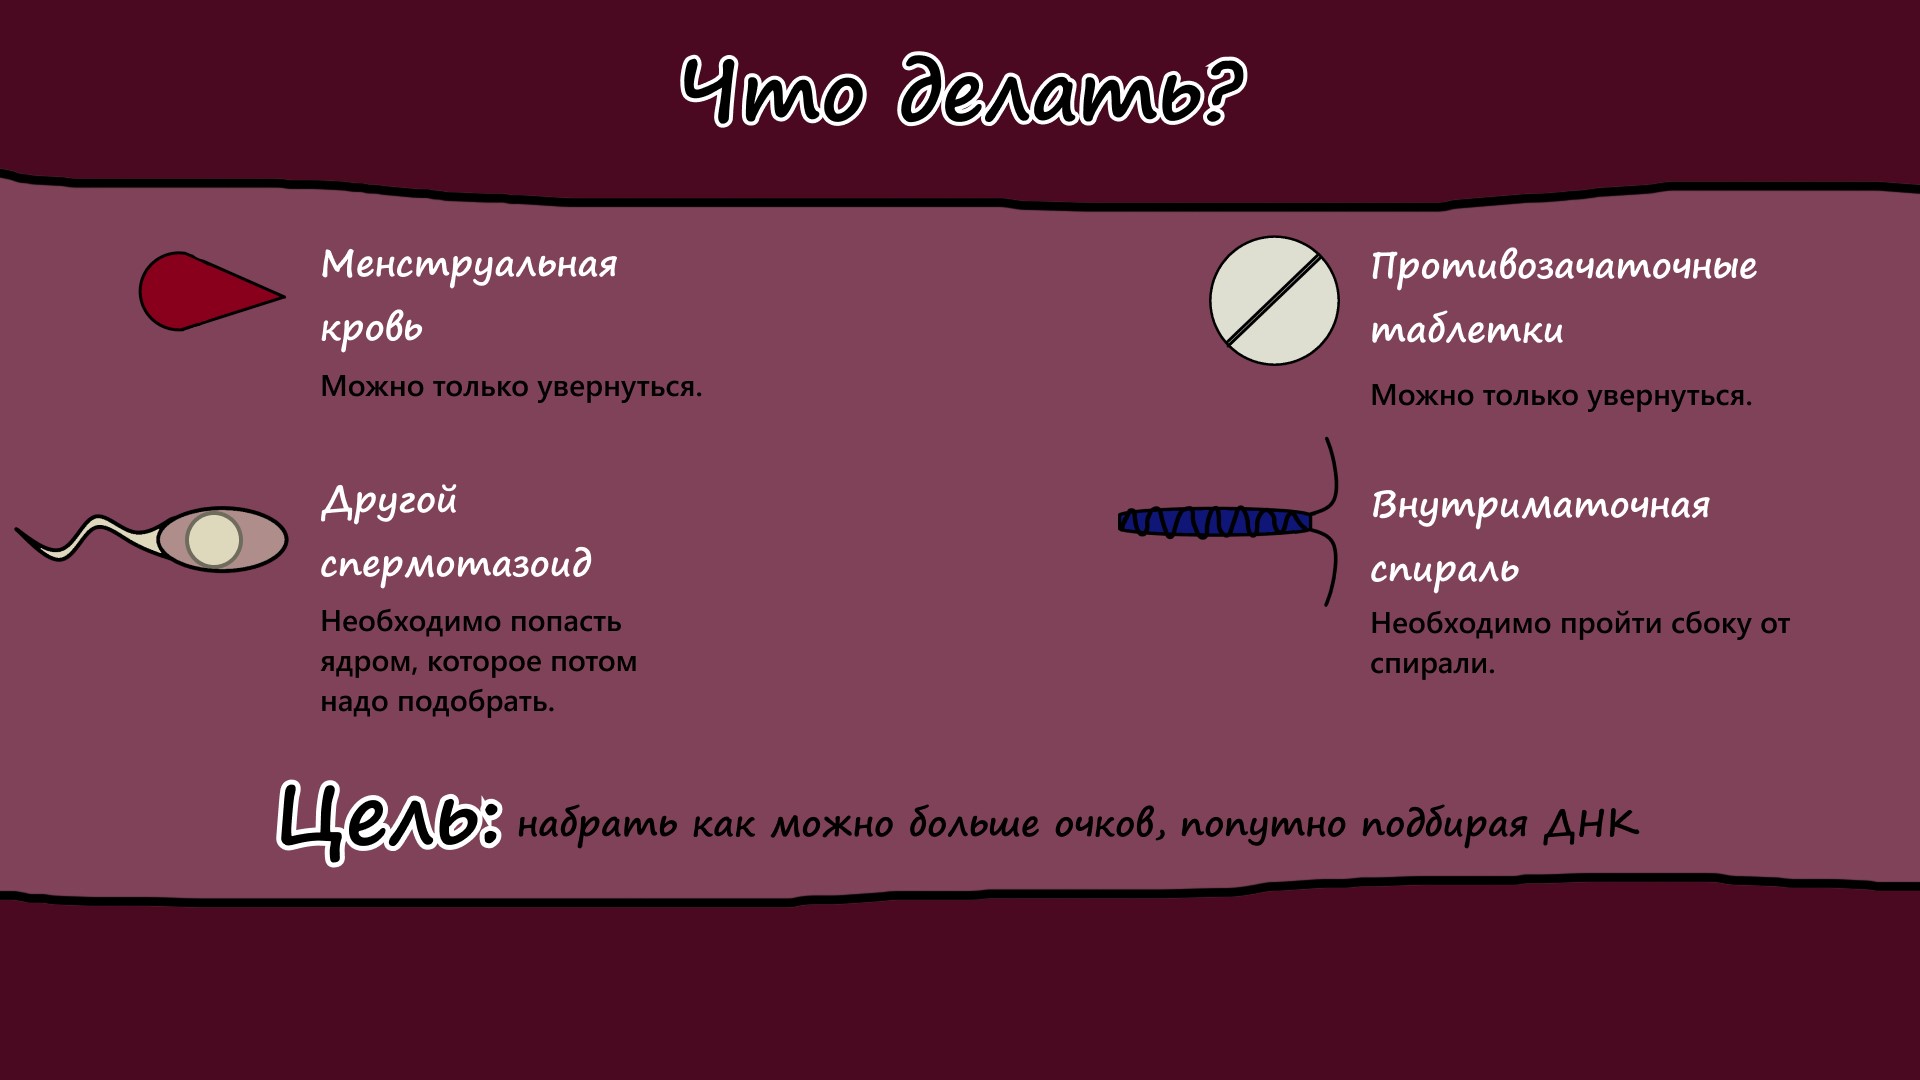 Что делать?
Менструальная
кровь
Можно только увернуться.
Противозачаточные
таблетки
Можно только увернуться.
Другой
спермотазоид
Необходимо попасть
ядром, которое потом
надо подобрать.
Внутриматочная
спираль
Необходимо пройти сбоку от
спирали.
Цель: набрать как можно больше очков, попутно подбирая ДНК